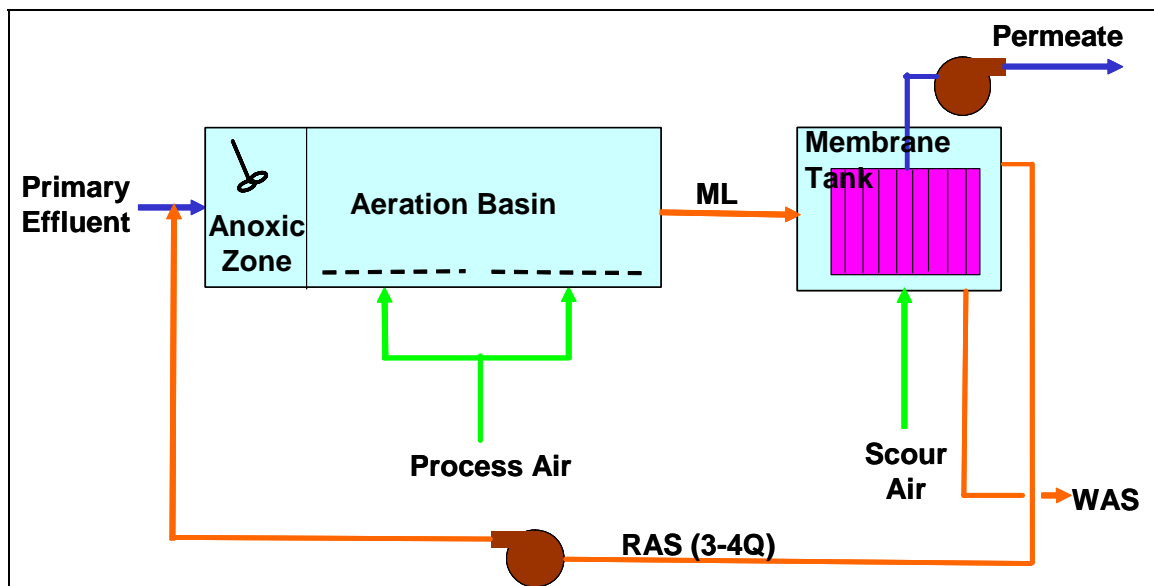 Permeate
Membrane
Tank
Primary
Effluent
Anoxic
Zone
Aeration Basin
ML
Process Air
Scour
Air
WAS
RAS (3-4Q)